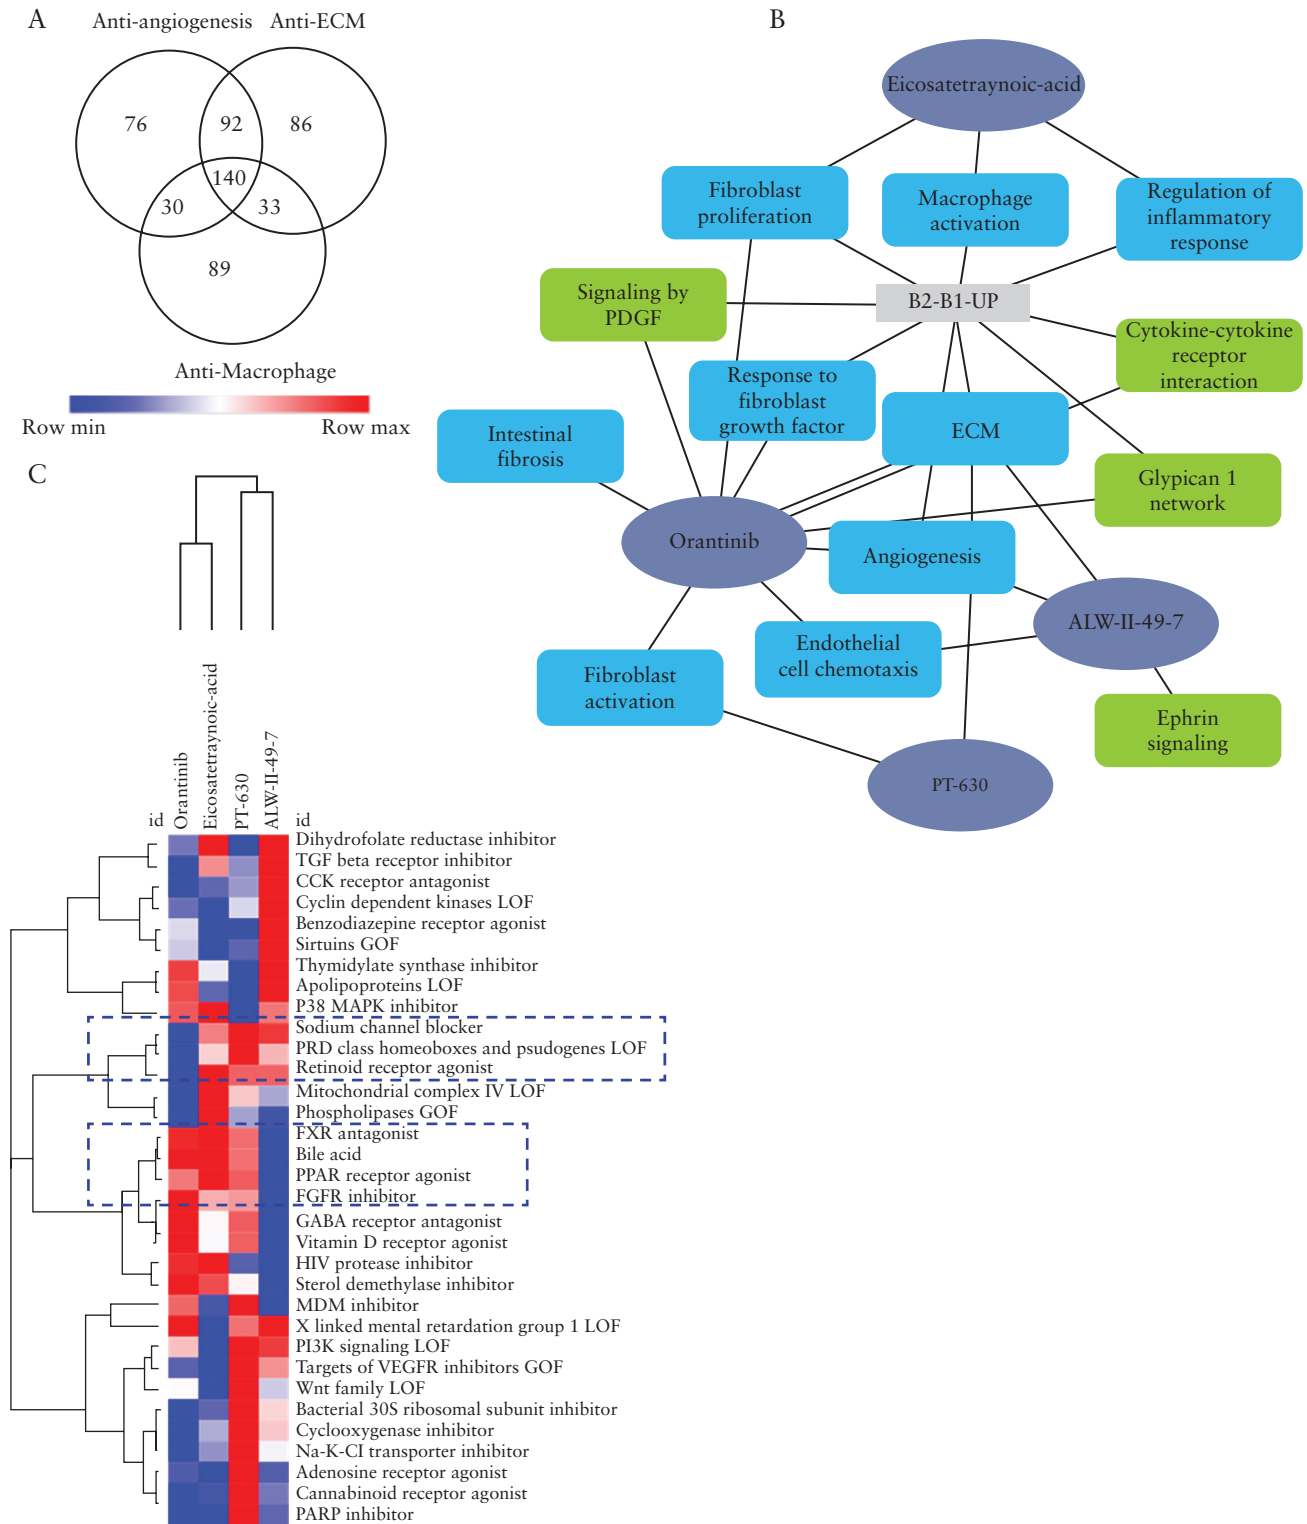 A
Anti-angiogenesis
Anti-ECM
76
92
86
140
30
33
89
Anti-Macrophage
Row min
Row max
B
Eicosatetraynoic-acid
Fibroblast
proliferation
Macrophage
activation
Regulation of
inflammatory
response
Signaling by
PDGF
B2-B1-UP
Cytokine-cytokine
receptor
interaction
Response to
fibroblast
growth factor
ECM
Intestinal
fibrosis
Glypican 1
network
Orantinib
Angiogenesis
ALW-II-49-7
Endothelial
cell chemotaxis
Fibroblast
activation
Ephrin
signaling
PT-630
C
id
Orantinib
Eicosatetraynoic-acid
PT-630
ALW-II-49-7
id
Dihydrofolate reductase inhibitor
TGF beta receptor inhibitor
CCK receptor antagonist
Cyclin dependent kinases LOF
Benzodiazepine receptor agonist
Sirtuins GOF
Thymidylate synthase inhibitor
Apolipoproteins LOF
P38 MAPK inhibitor
Sodium channel blocker
PRD class homeoboxes and psudogenes LOF
Retinoid receptor agonist
Mitochondrial complex IV LOF
Phospholipases GOF
FXR antagonist
Bile acid
PPAR receptor agonist
FGFR inhibitor
GABA receptor antagonist
Vitamin D receptor agonist
HIV protease inhibitor
Sterol demethylase inhibitor
MDM inhibitor
X linked mental retardation group 1 LOF
PI3K signaling LOF
Targets of VEGFR inhibitors GOF
Wnt family LOF
Bacterial 30S ribosomal subunit inhibitor
Cyclooxygenase inhibitor
Na-K-CI transporter inhibitor
Adenosine receptor agonist
Cannabinoid receptor agonist
PARP inhibitor